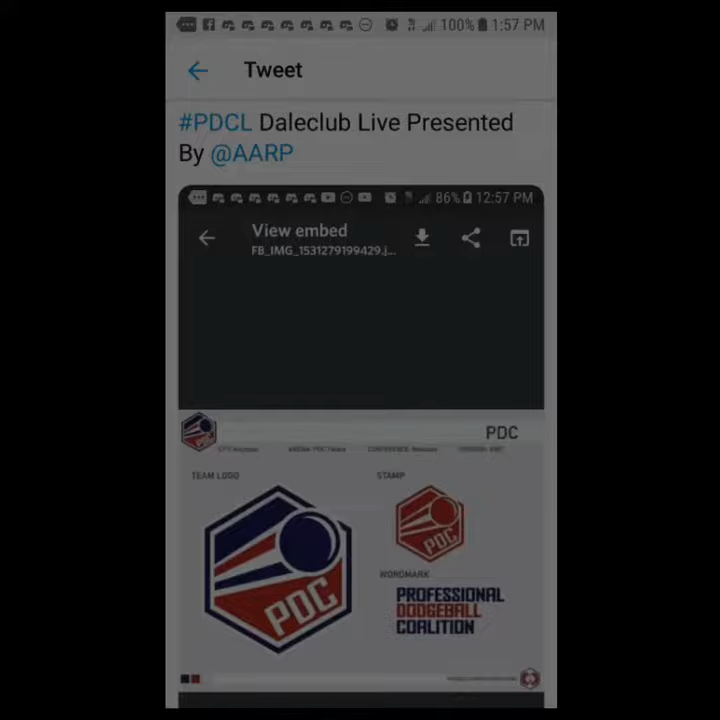 100% 1:57 PM
Tweet
#PDCL Daleclub Live Presented
By @AARP
86% 12:57 PM
View embed
FB_IMG_1531279199429.j...
PDC
TEAM LOGO
STAMP
PDC
PDC
WORDMARK
PROFESSIONAL
DODGEBALL
COALITION